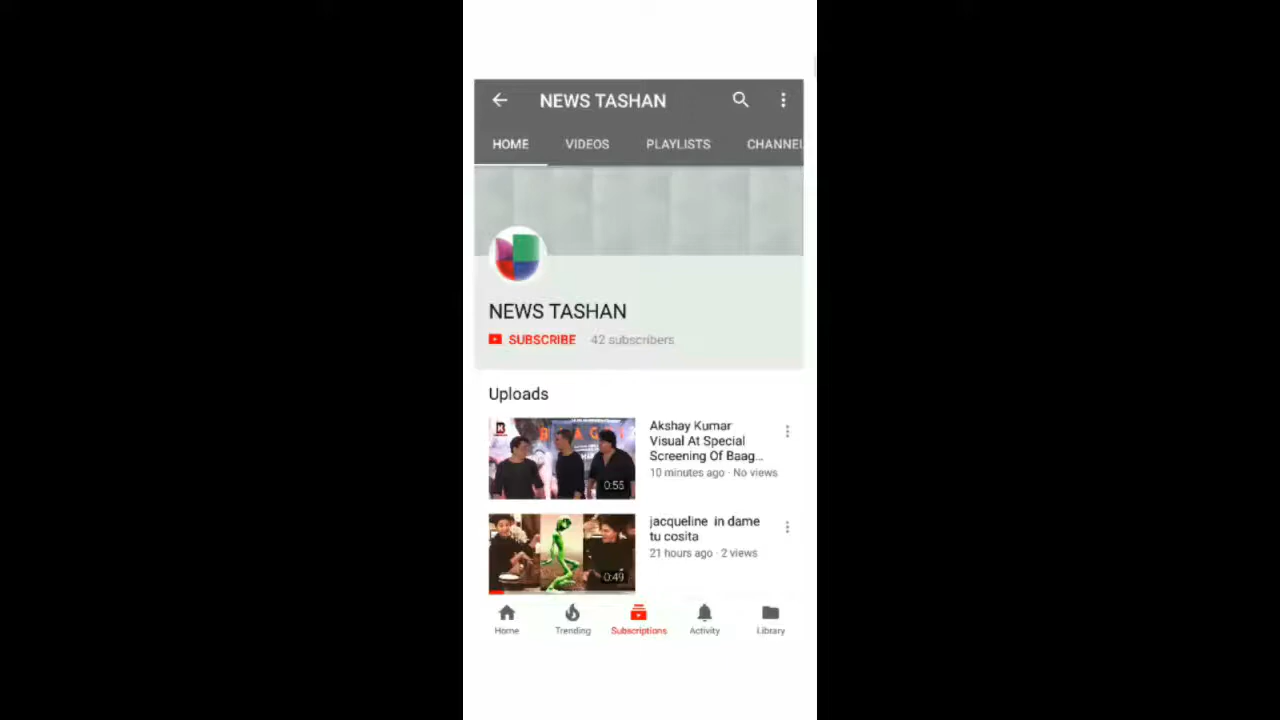 NEWS TASHAN
HOME VIDEOS PLAYLISTS CHANNEL
NEWS TASHAN
SUBSCRIBE 42 subscribers
Uploads
Akshay Kumar
Visual At Special
Screening Of Baag...
10 minutes ago · No views
0:55
jacqueline in dame
tu cosita
21 hours ago · 2 views
0:49
Home Trending Subscriptions Activity Library